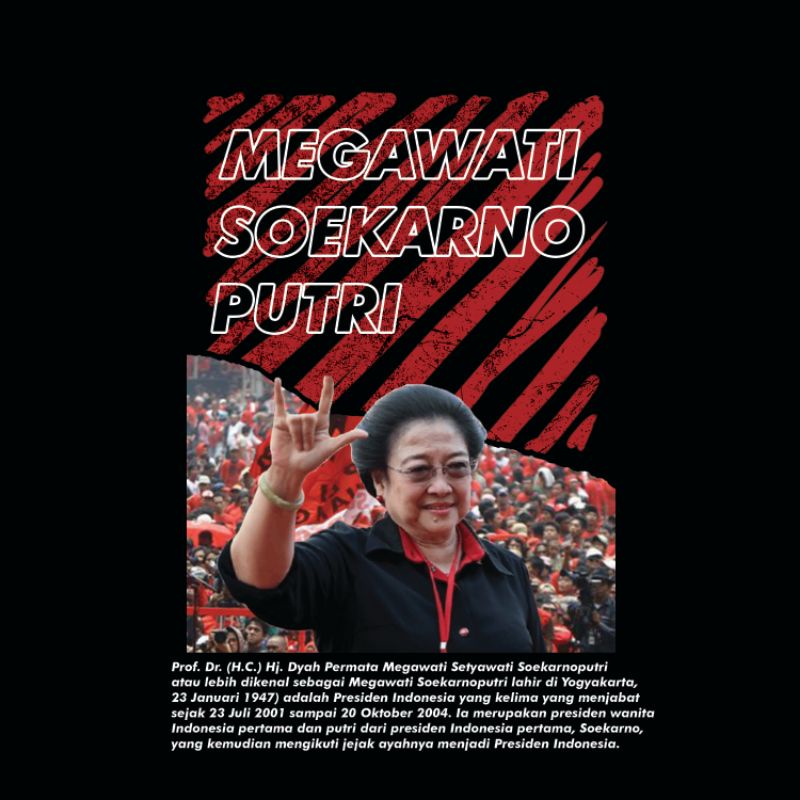 MEGAWATI
SOEKARNO
PUTRI
Prof. Dr. (H.C.) Hj. Dyah Permata Megawati Setyawati Soekarnoputri
atau lebih dikenal sebagai Megawati Soekarnoputri lahir di Yogyakarta,
23 Januari 1947) adalah Presiden Indonesia yang kelima yang menjabat
sejak 23 Juli 2001 sampai 20 Oktober 2004. Ia merupakan presiden wanita
Indonesia pertama dan putri dari presiden Indonesia pertama, Soekarno,
yang kemudian mengikuti jejak ayahnya menjadi Presiden Indonesia.